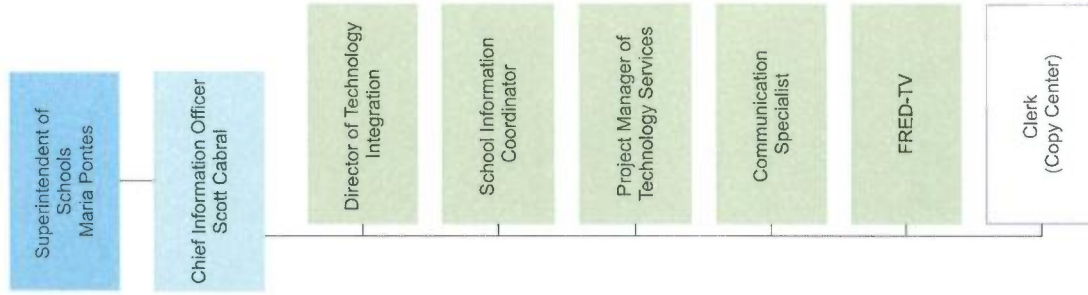 Superintendent of
Schools
Maria Pontes
Chief Information Officer
Scott Cabral
Director of Technology
Integration
School Information
Coordinator
Project Manager of
Technology Services
Communication
Specialist
FRED-TV
Clerk
(Copy Center)